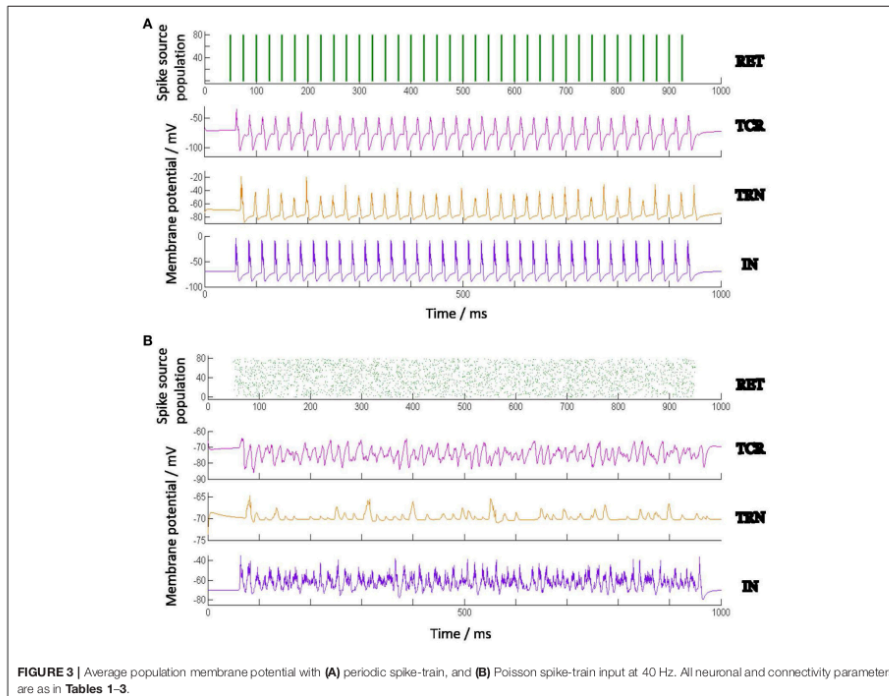 A
Spike source
population
80
40
0
RET
0 100 200 300 400 500 600 700 800 900 1000
-50
-100
TCR
-20
-40
-60
-80
TRN
Membrane potential / mV
0
-50
-100
IN
0 500 1000
Time / ms
B
Spike source
population
80
40
0
RET
0 100 200 300 400 500 600 700 800 900 1000
-60
-70
-80
-90
TCR
-65
-70
-75
TRN
Membrane potential / mV
-40
-60
-80
IN
0 500 1000
Time / ms
FIGURE 3 | Average population membrane potential with (A) periodic spike-train, and (B) Poisson spike-train input at 40 Hz. All neuronal and connectivity parameter
are as in Tables 1–3.